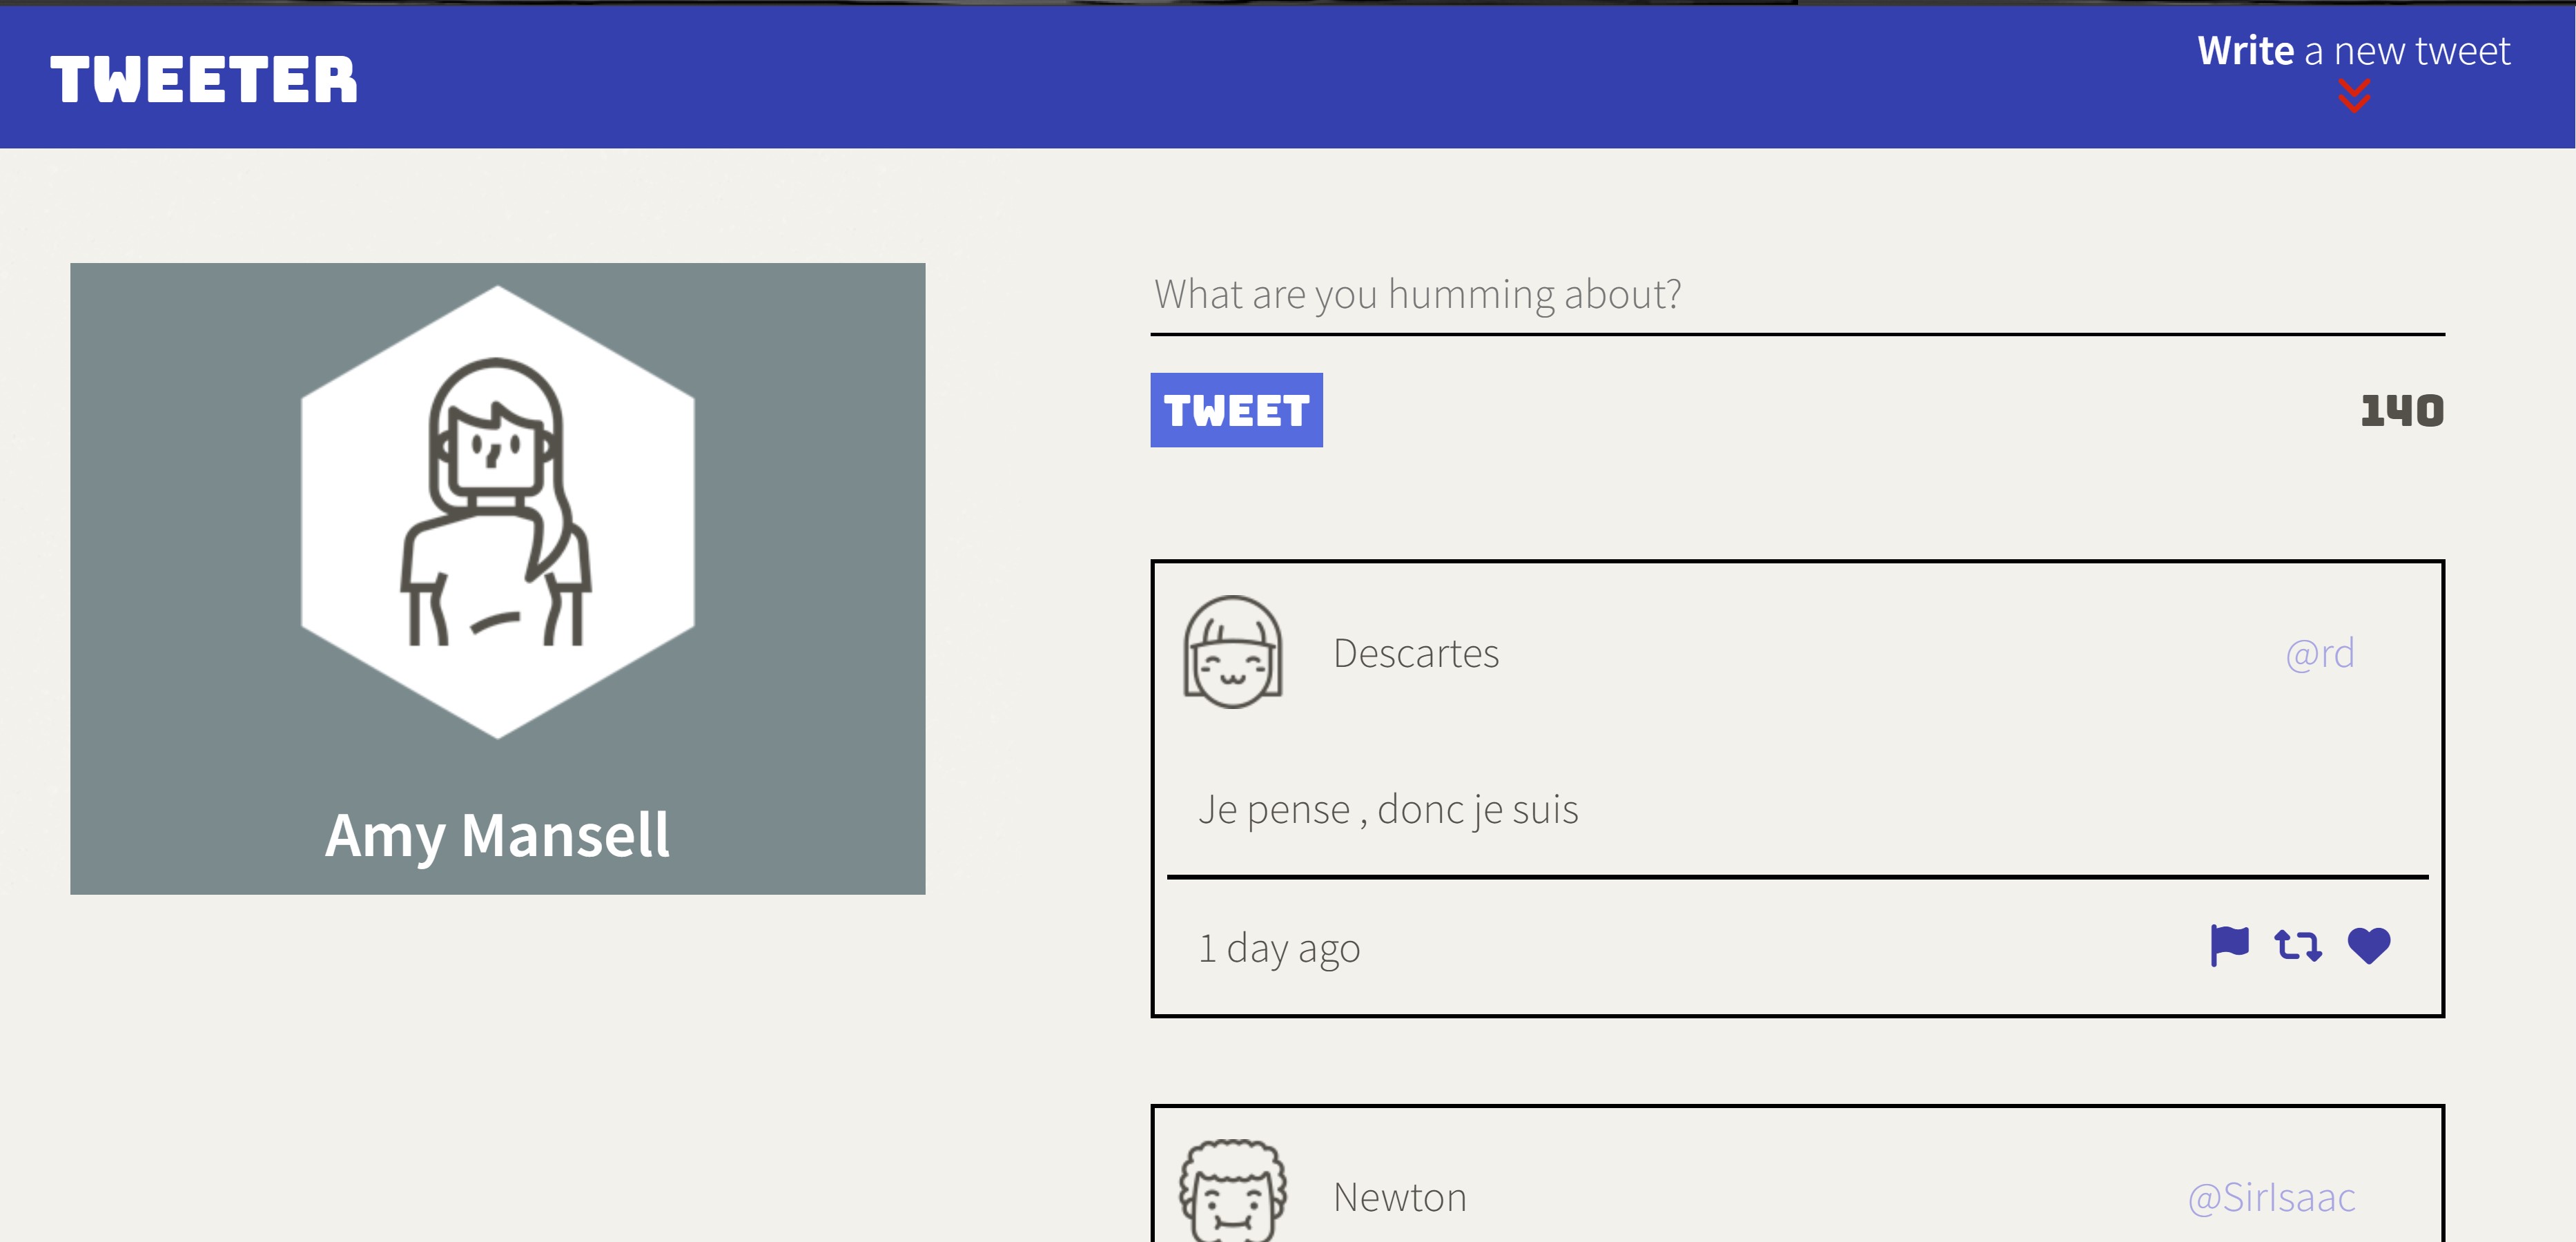 TWEETER
Write a new tweet
Amy Mansell
What are you humming about?
TWEET
140
Descartes
@rd
Je pense , donc je suis
1 day ago
Newton
@SirIsaac